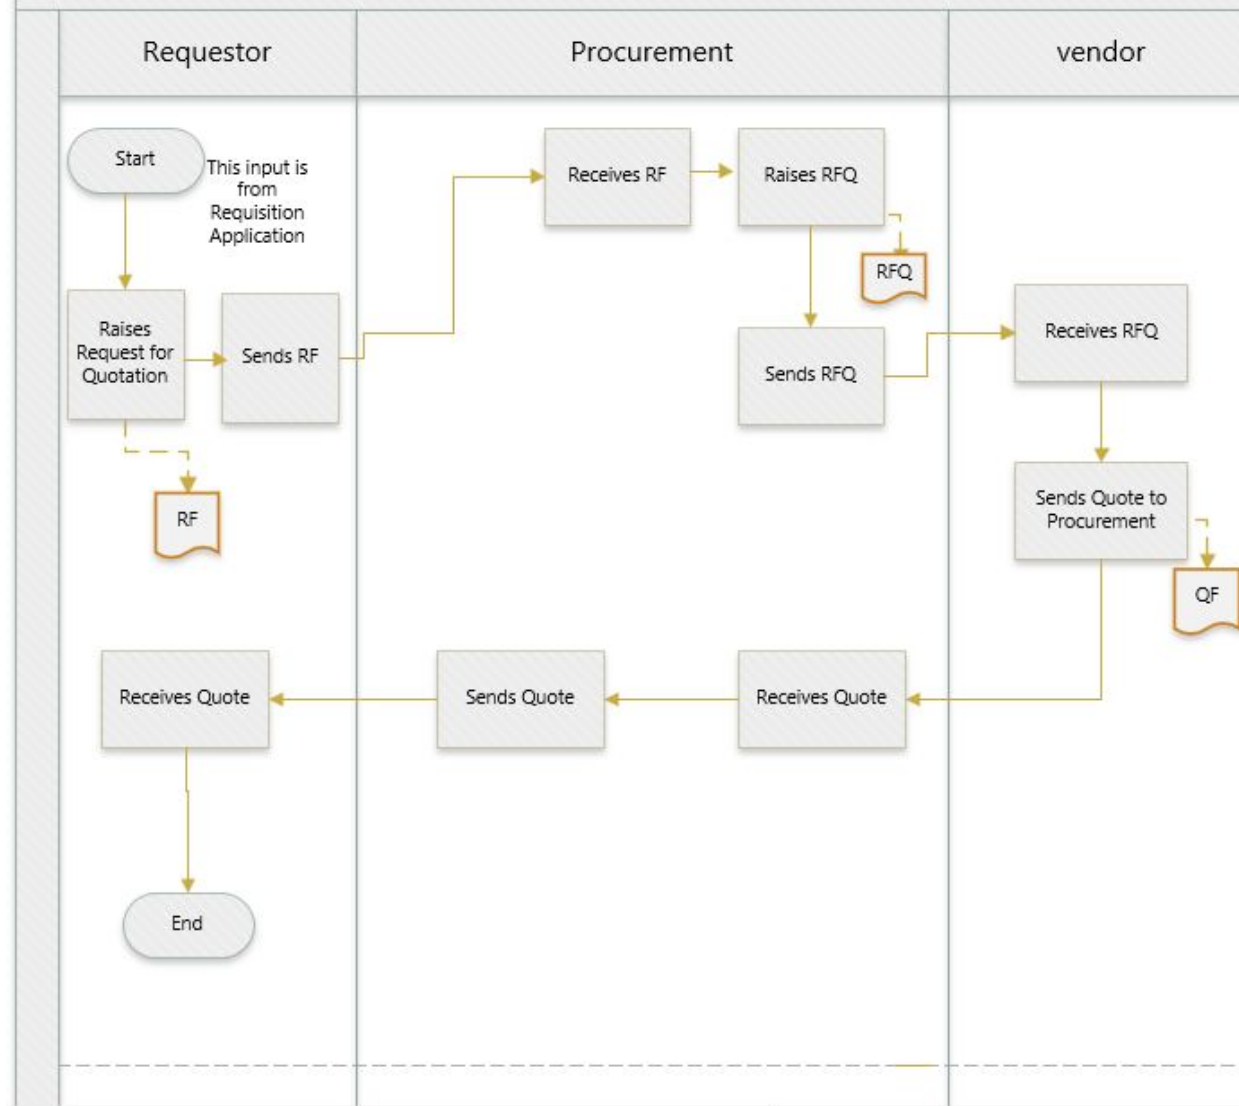 Requestor
Procurement
vendor
Start
This input is
from
Requisition
Application
Receives RF
Raises RFQ
RFQ
Raises
Request for
Quotation
Sends RF
Sends RFQ
Receives RFQ
RF
Sends Quote to
Procurement
QF
Receives Quote
Sends Quote
Receives Quote
End